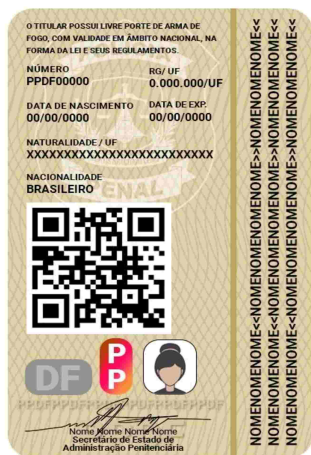 O TITULAR POSSUI LIVRE PORTE DE ARMA DE
FOGO, COM VALIDADE EM ÂMBITO NACIONAL, NA
FORMA DA LEI E SEUS REGULAMENTOS.
NÚMERO
PPDF00000
RG/ UF
0.000.000/UF
DATA DE NASCIMENTO
00/00/0000
DATA DE EXP.
00/00/0000
NATURALIDADE / UF
XXXXXXXXXXXXXXXXXXXXXXXXX
NACIONALIDADE
BRASILEIRO
PENAL
DF
PP
Nome Nome Nome Nome
Secretário de Estado de
Administração Penitenciária
NOMENOMENOME<<NOMENOMENOME>>NOMENOMENOME<<
NOMENOMENOME<<NOMENOMENOME>>NOMENOMENOME<<
NOMENOMENOME<<NOMENOMENOME>>NOMENOMENOME<<